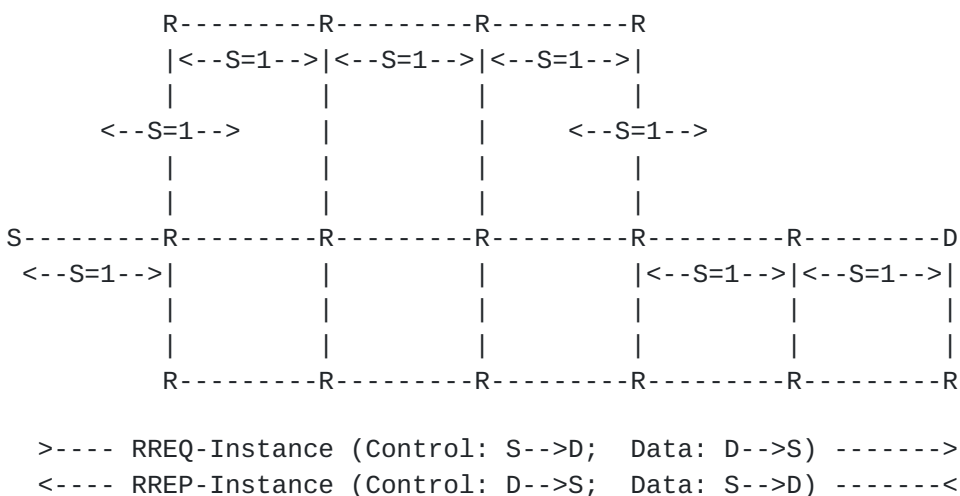 R---------R---------R---------R
|<--S=1-->|<--S=1-->|<--S=1-->|
|         |         |         |
<--S=1-->      |         |     <--S=1-->
|         |         |         |
|         |         |         |
S---------R---------R---------R---------R---------R---------D
<--S=1-->|         |         |         |<--S=1-->|<--S=1-->|
|         |         |         |         |         |
|         |         |         |         |         |
R---------R---------R---------R---------R---------R
>---- RREQ-Instance (Control: S-->D;  Data: D-->S) ------->
<---- RREP-Instance (Control: D-->S;  Data: S-->D) -------<